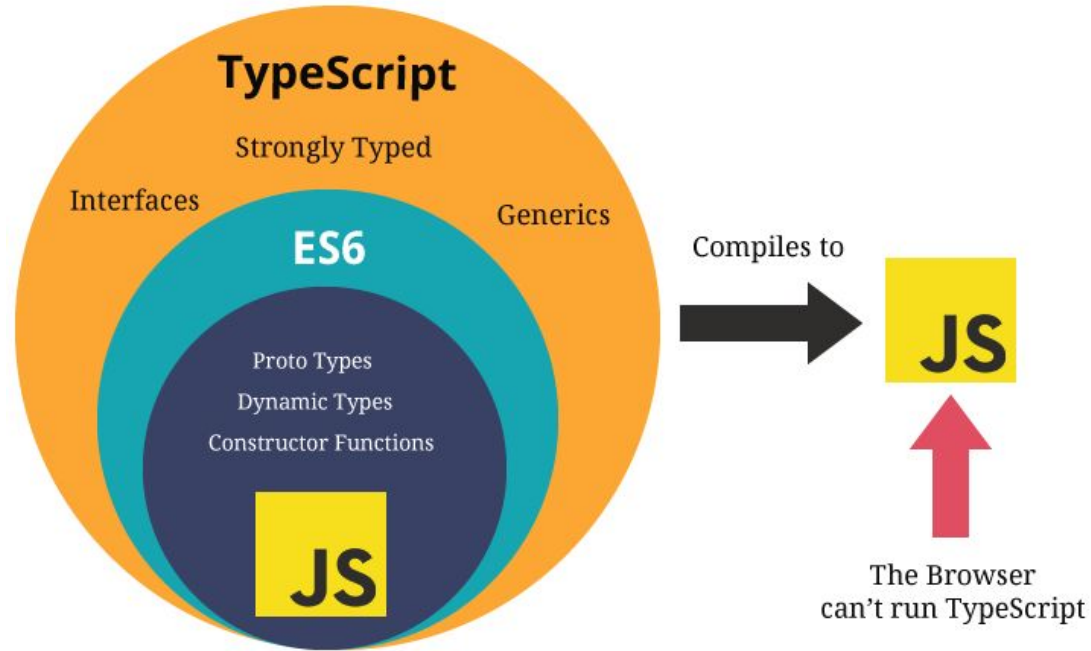 TypeScript
Strongly Typed
Interfaces
Generics
ES6
Proto Types
Dynamic Types
Constructor Functions
JS
Compiles to
JS
The Browser
can't run TypeScript